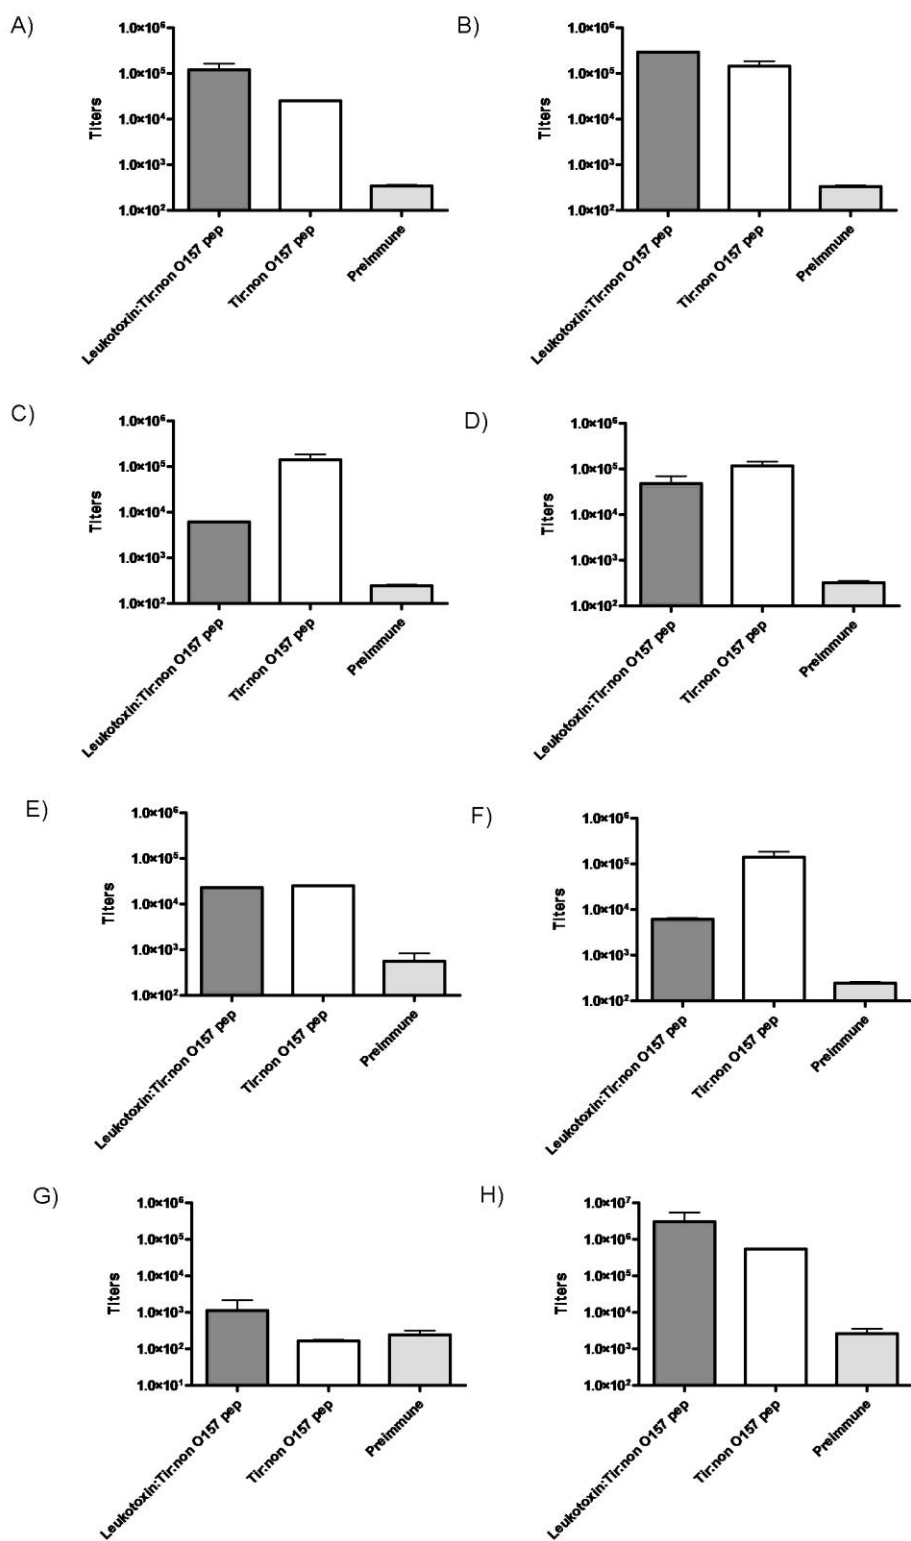 A)
1.0×10⁶
1.0×10⁵
1.0×10⁴
1.0×10³
1.0×10²
Titers
Leukotoxin:Tir:non O157 pep
Tir:non O157 pep
Preimmune
B)
1.0×10⁶
1.0×10⁵
1.0×10⁴
1.0×10³
1.0×10²
Titers
Leukotoxin:Tir:non O157 pep
Tir:non O157 pep
Preimmune
C)
1.0×10⁶
1.0×10⁵
1.0×10⁴
1.0×10³
1.0×10²
Titers
Leukotoxin:Tir:non O157 pep
Tir:non O157 pep
Preimmune
D)
1.0×10⁶
1.0×10⁵
1.0×10⁴
1.0×10³
1.0×10²
Titers
Leukotoxin:Tir:non O157 pep
Tir:non O157 pep
Preimmune
E)
1.0×10⁶
1.0×10⁵
1.0×10⁴
1.0×10³
1.0×10²
Titers
Leukotoxin:Tir:non O157 pep
Tir:non O157 pep
Preimmune
F)
1.0×10⁶
1.0×10⁵
1.0×10⁴
1.0×10³
1.0×10²
Titers
Leukotoxin:Tir:non O157 pep
Tir:non O157 pep
Preimmune
G)
1.0×10⁶
1.0×10⁵
1.0×10⁴
1.0×10³
1.0×10²
1.0×10¹
Titers
Leukotoxin:Tir:non O157 pep
Tir:non O157 pep
Preimmune
H)
1.0×10⁷
1.0×10⁶
1.0×10⁵
1.0×10⁴
1.0×10³
1.0×10²
Titers
Leukotoxin:Tir:non O157 pep
Tir:non O157 pep
Preimmune